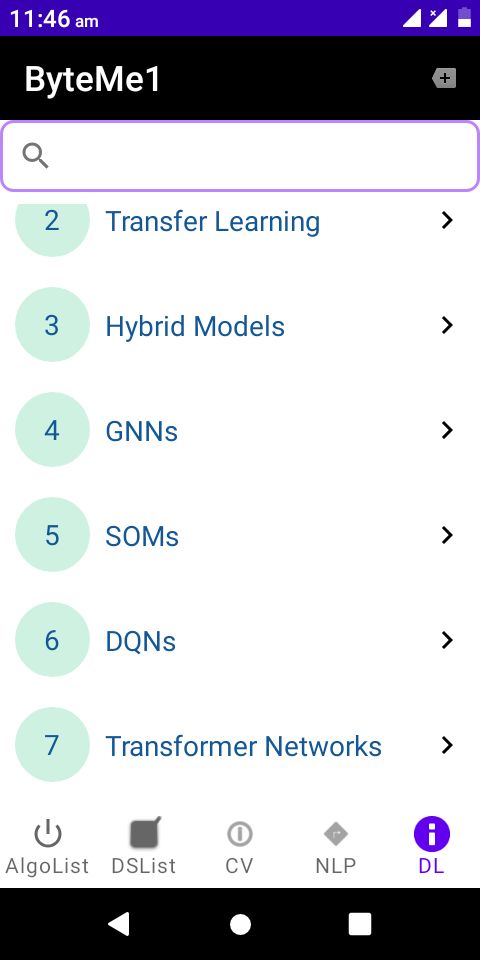 11:46 am
ByteMe1
2 Transfer Learning
3 Hybrid Models
4 GNNs
5 SOMs
6 DQNs
7 Transformer Networks
AlgoList DSList CV NLP DL